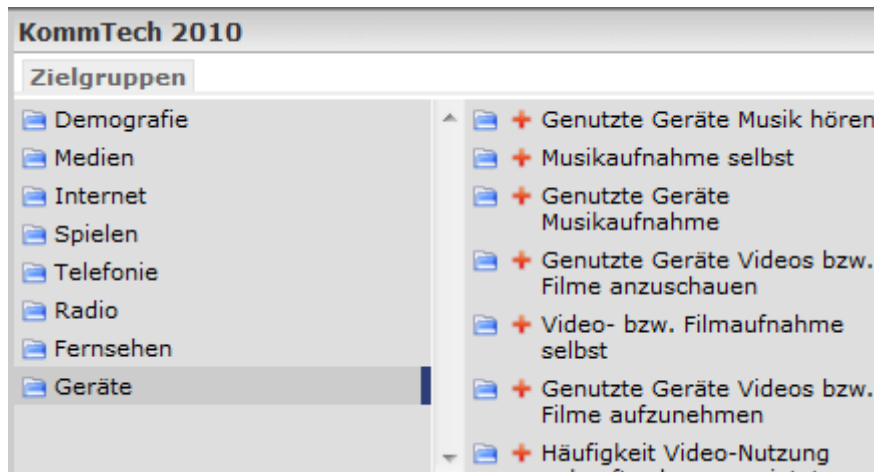 KommTech 2010
Zielgruppen
Demografie
Medien
Internet
Spielen
Telefonie
Radio
Fernsehen
Geräte
Genutzte Geräte Musik hören
Musikaufnahme selbst
Genutzte Geräte
Musikaufnahme
Genutzte Geräte Videos bzw.
Filme anzuschauen
Video- bzw. Filmaufnahme
selbst
Genutzte Geräte Videos bzw.
Filme aufzunehmen
Häufigkeit Video-Nutzung